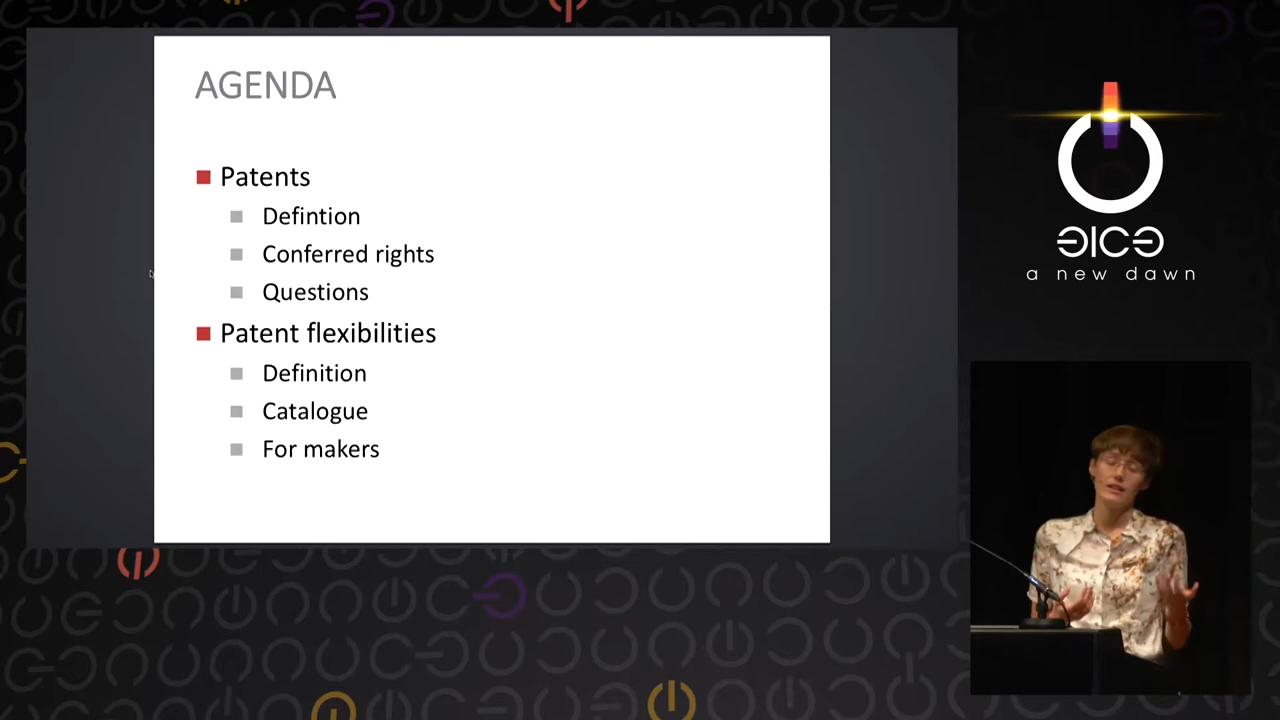 AGENDA
Patents
Defintion
Conferred rights
Questions
Patent flexibilities
Definition
Catalogue
For makers
a new dawn